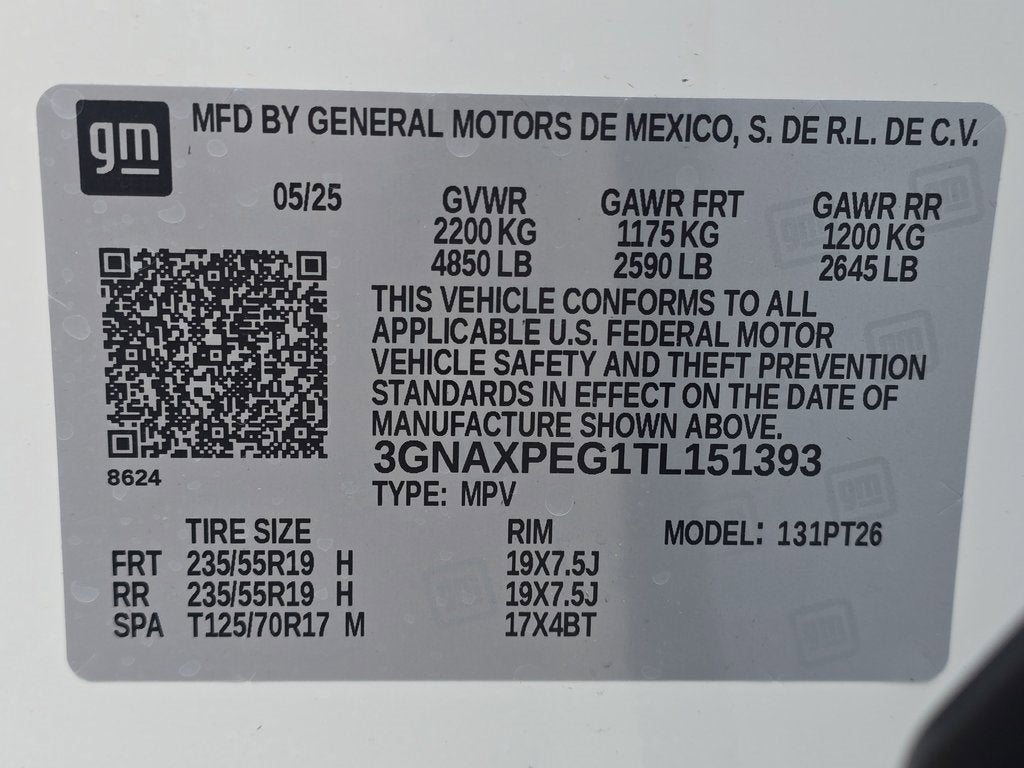 gm
MFD BY GENERAL MOTORS DE MEXICO, S. DE R.L. DE C.V.
05/25 GVWR GAWR FRT GAWR RR
2200 KG 1175 KG 1200 KG
4850 LB 2590 LB 2645 LB
THIS VEHICLE CONFORMS TO ALL
APPLICABLE U.S. FEDERAL MOTOR
VEHICLE SAFETY AND THEFT PREVENTION
STANDARDS IN EFFECT ON THE DATE OF
MANUFACTURE SHOWN ABOVE.
3GNAXPEG1TL151393
8624
TYPE: MPV
TIRE SIZE RIM MODEL: 131PT26
FRT 235/55R19 H 19X7.5J
RR 235/55R19 H 19X7.5J
SPA T125/70R17 M 17X4BT